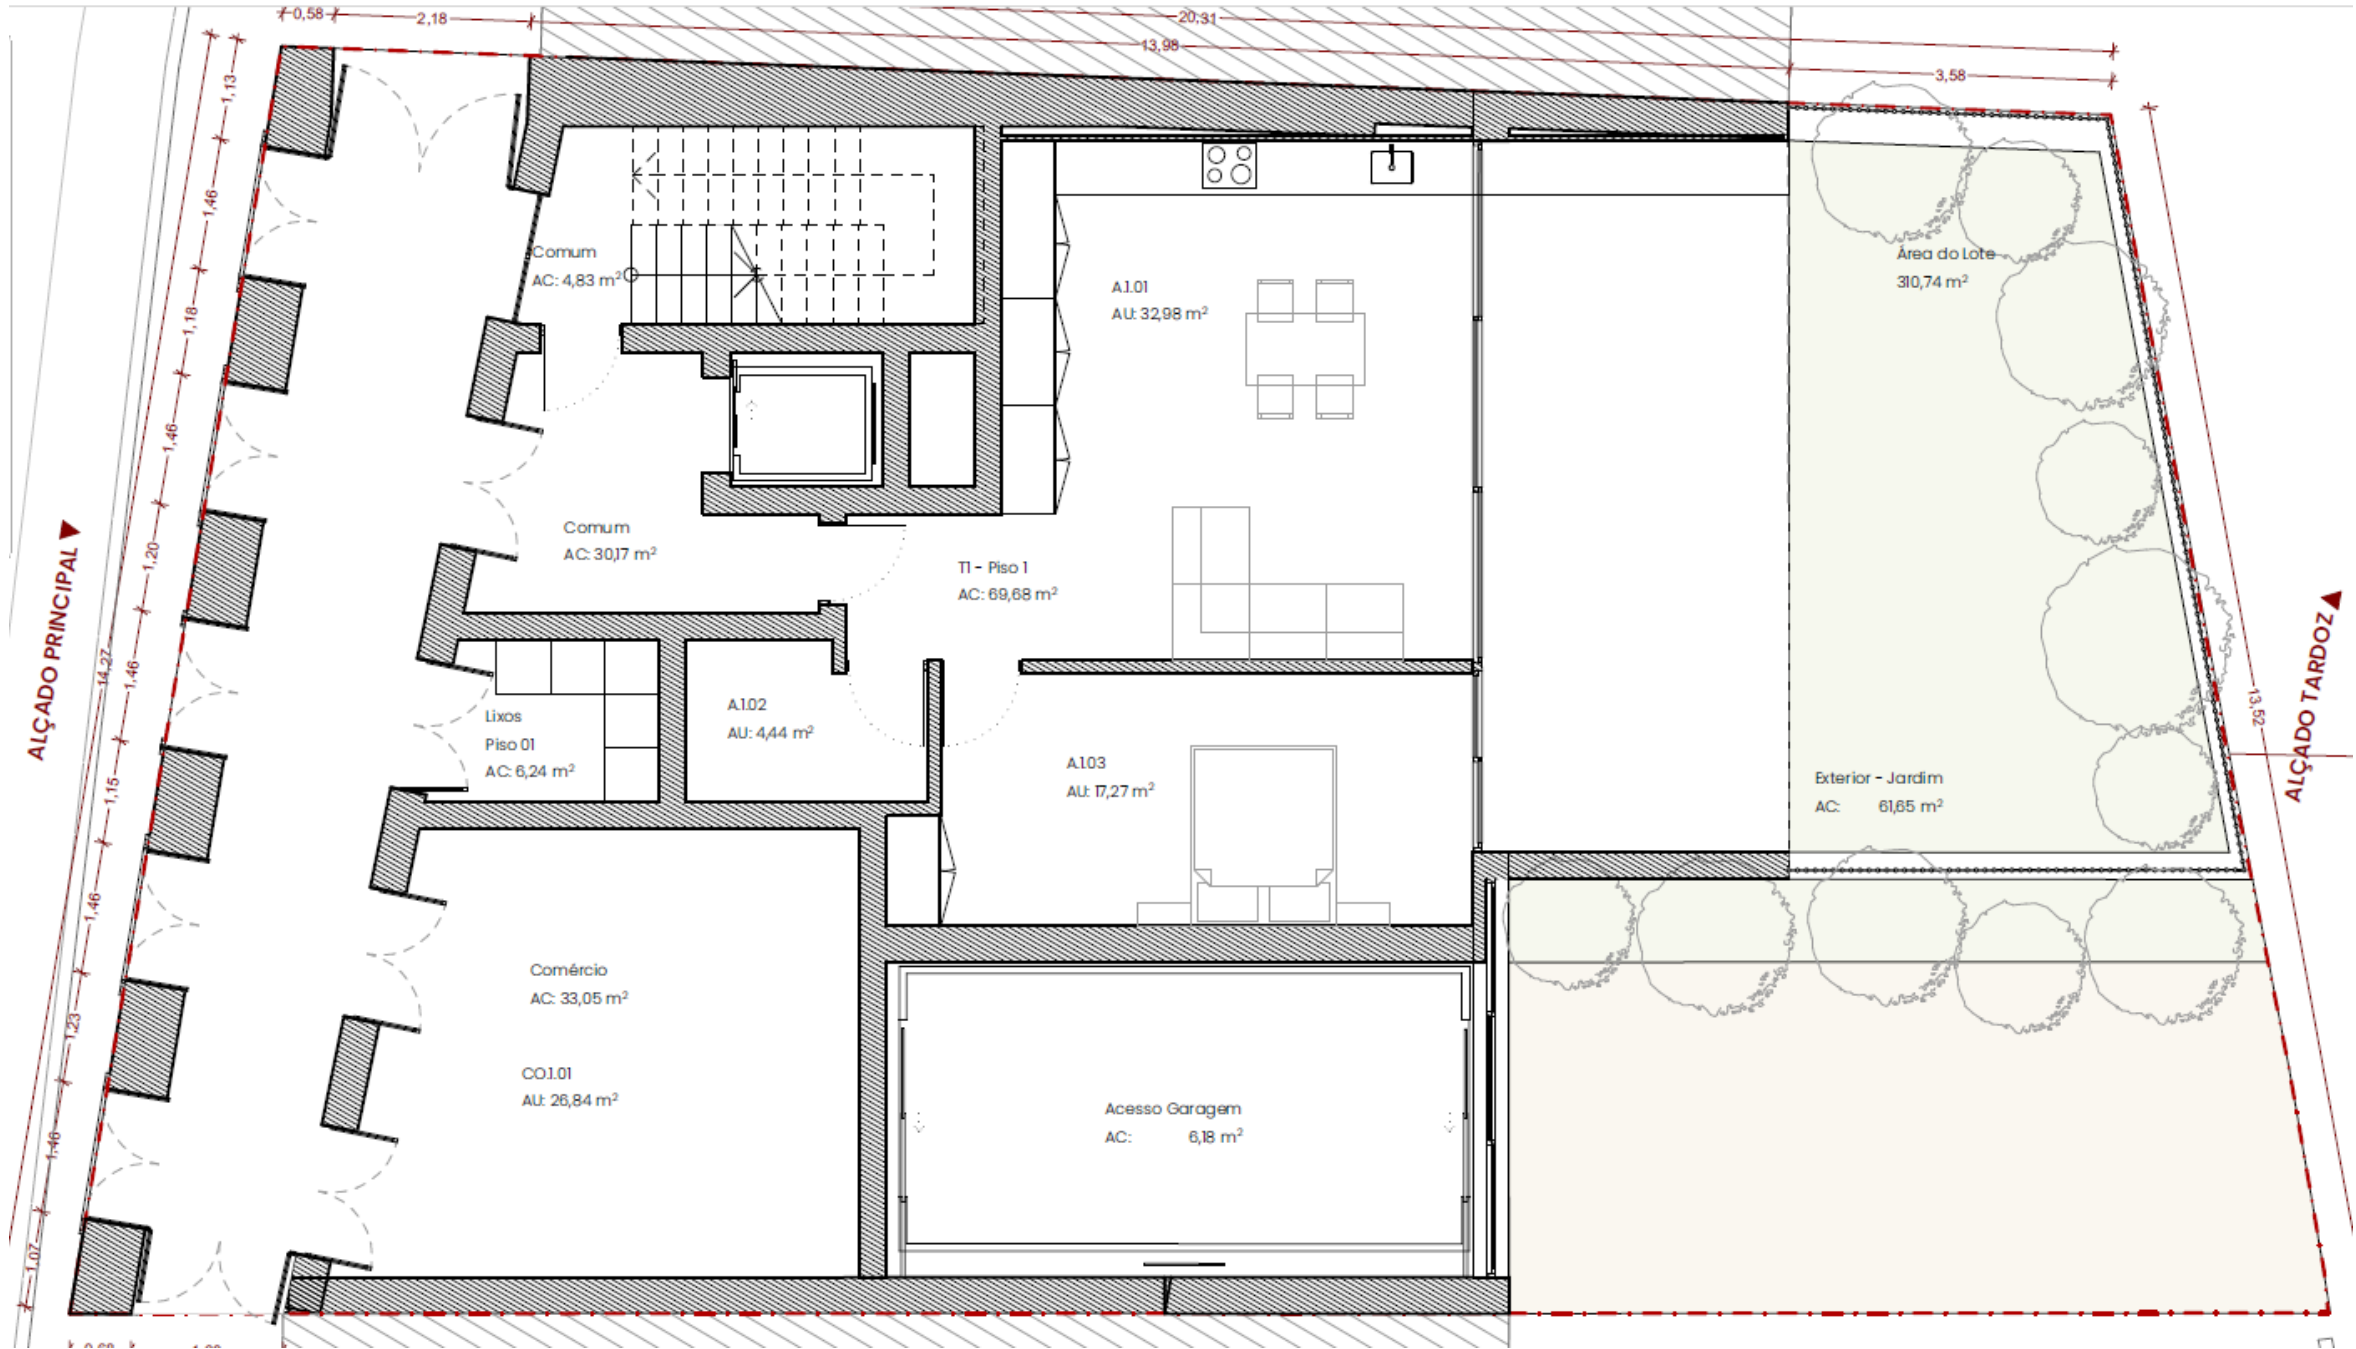 0,58
2,18
20,31
13,98
3,58
1,13
1,46
1,18
1,46
1,20
1,46
1,15
1,46
1,23
1,46
1,07
14,27
13,52
ALÇADO PRINCIPAL
ALÇADO TARDOZ
Comum
AC: 4,83 m²
A.1.01
AU: 32,98 m²
Área do Lote
310,74 m²
Comum
AC: 30,17 m²
T1 - Piso 1
AC: 69,68 m²
Lixos
Piso 01
AC: 6,24 m²
A.1.02
AU: 4,44 m²
A.1.03
AU: 17,27 m²
Exterior - Jardim
AC: 61,65 m²
Comércio
AC: 33,05 m²
CO.1.01
AU: 26,84 m²
Acesso Garagem
AC: 6,18 m²